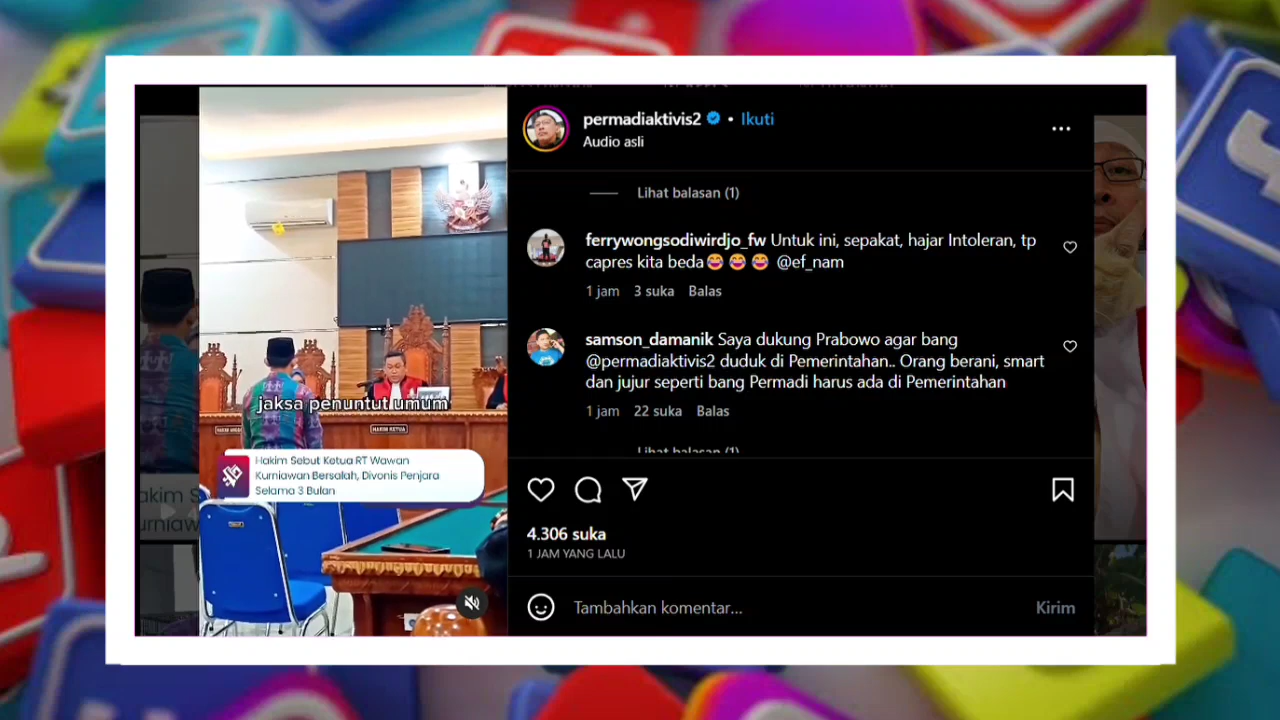 permadiaktivis2 • Ikuti
Audio asli
Lihat balasan (1)
ferrywongsodiwirdjo_fw Untuk ini, sepakat, hajar Intoleran, tp
capres kita beda😂😂😂 @ef_nam
1 jam 3 suka Balas
samson_damanik Saya dukung Prabowo agar bang
@permadiaktivis2 duduk di Pemerintahan.. Orang berani, smart
dan jujur seperti bang Permadi harus ada di Pemerintahan
1 jam 22 suka Balas
Lihat balasan (1)
4.306 suka
1 JAM YANG LALU
Tambahkan komentar...
Kirim
jaksa penuntut umum
HAKIM KETUA
Hakim Sebut Ketua RT Wawan
Kurniawan Bersalah, Divonis Penjara
Selama 3 Bulan